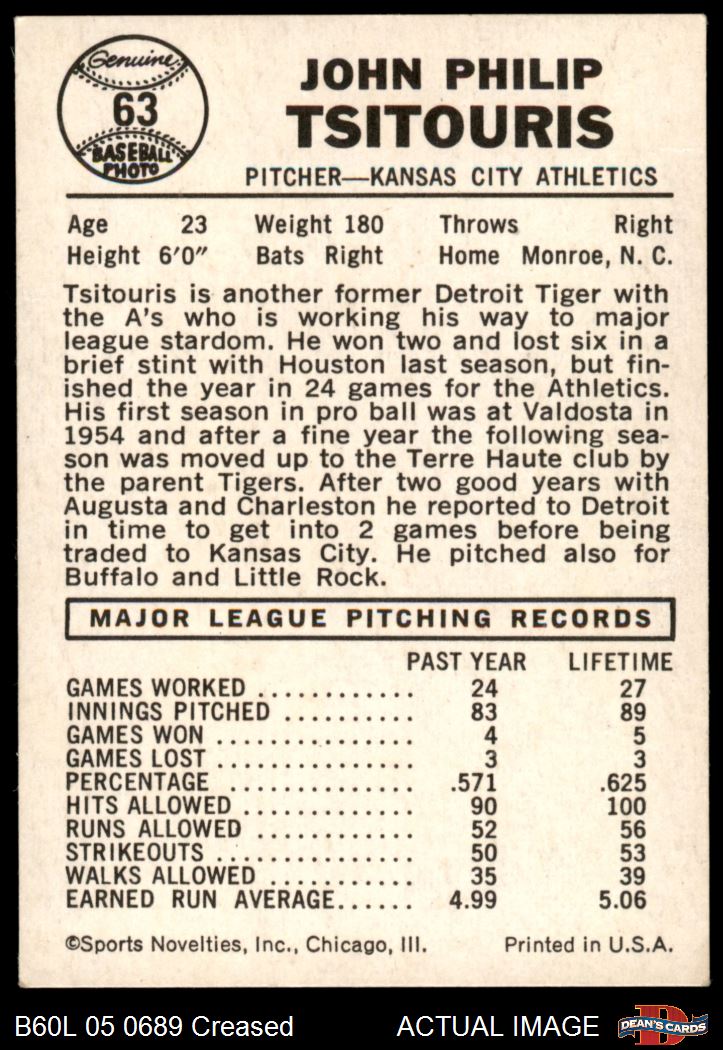 Genuine
63
BASEBALL
PHOTO
JOHN PHILIP
TSITOURIS
PITCHER—KANSAS CITY ATHLETICS
Age 23 Weight 180 Throws Right
Height 6'0" Bats Right Home Monroe, N. C.
Tsitouris is another former Detroit Tiger with
the A's who is working his way to major
league stardom. He won two and lost six in a
brief stint with Houston last season, but fin-
ished the year in 24 games for the Athletics.
His first season in pro ball was at Valdosta in
1954 and after a fine year the following sea-
son was moved up to the Terre Haute club by
the parent Tigers. After two good years with
Augusta and Charleston he reported to Detroit
in time to get into 2 games before being
traded to Kansas City. He pitched also for
Buffalo and Little Rock.
MAJOR LEAGUE PITCHING RECORDS
PAST YEAR LIFETIME
GAMES WORKED ............ 24 27
INNINGS PITCHED .......... 83 89
GAMES WON ............... 4 5
GAMES LOST ................ 3 3
PERCENTAGE .............. .571 .625
HITS ALLOWED ............. 90 100
RUNS ALLOWED ............ 52 56
STRIKEOUTS ............... 50 53
WALKS ALLOWED ........... 35 39
EARNED RUN AVERAGE...... 4.99 5.06
©Sports Novelties, Inc., Chicago, Ill. Printed in U.S.A.
B60L 05 0689 Creased ACTUAL IMAGE D DEAN'S CARDS